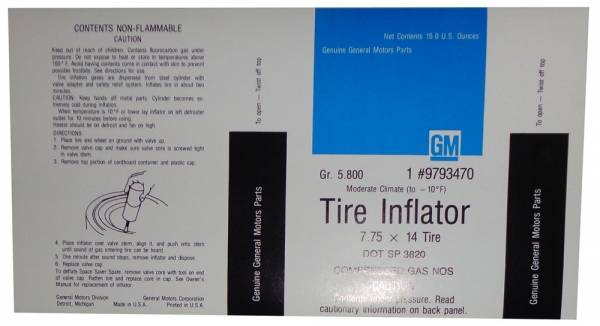 CONTENTS NON-FLAMMABLE
CAUTION
Keep out of reach of children. Contains fluorocarbon gas under
pressure. Do not expose to heat or store in temperatures above
160° F. Avoid having contents come in contact with skin to prevent
possible frostbite. See directions for use.
The inflation gases are dispensed from steel cylinder with
valve adapter and safety relief system. Inflates tire in about two
minutes.
CAUTION: Keep hands off metal parts. Cylinder becomes ex-
tremely cold during inflation.
When temperature is 10°F or lower lay inflator on left defroster
outlet for 10 minutes before using.
Heater should be on defrost and fan on high.
DIRECTIONS:
1. Place tire and wheel on ground with valve up.
2. Remove valve cap and make sure valve core is screwed tight
in valve stem.
3. Remove top portion of cardboard container and plastic cap.
4. Place inflator over valve stem, align it, and push onto stem
until sound of gas entering tire can be heard.
5. One minute after sound stops, remove inflator and dispose.
6. Replace valve cap.
To deflate Space Saver Spare, remove valve core with tool on end
of valve cap. Flatten tire and replace core in cap. See Owner's
Manual for replacement of inflator.
General Motors Division General Motors Corporation
Detroit, Michigan Made in U.S.A. Printed in U.S.A.
To open — Twist off top
Genuine General Motors Parts
Net Contents 16.0 U.S. Ounces
Genuine General Motors Parts
GM
Gr. 5.800 1 #9793470
Moderate Climate (to −10°F)
Tire Inflator
7.75 × 14 Tire
DOT SP 3820
COMPRESSED GAS NOS
CAUTION
Contents under pressure. Read
cautionary information on back panel.
To open — Twist off top
Genuine General Motors Parts
To open — Twist off top